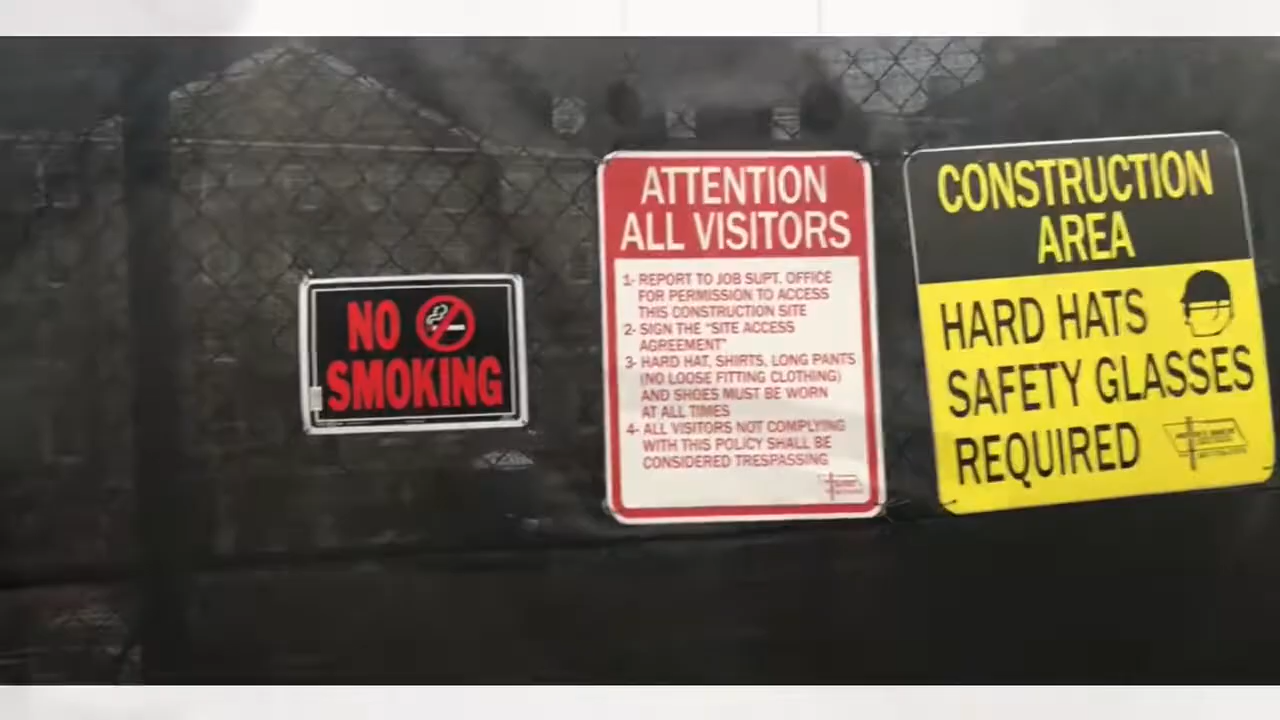 NO
SMOKING
ATTENTION
ALL VISITORS
1- REPORT TO JOB SUPT. OFFICE
FOR PERMISSION TO ACCESS
THIS CONSTRUCTION SITE
2- SIGN THE "SITE ACCESS
AGREEMENT"
3- HARD HAT, SHIRTS, LONG PANTS
(NO LOOSE FITTING CLOTHING)
AND SHOES MUST BE WORN
AT ALL TIMES
4- ALL VISITORS NOT COMPLYING
WITH THIS POLICY SHALL BE
CONSIDERED TRESPASSING
CONSTRUCTION
AREA
HARD HATS
SAFETY GLASSES
REQUIRED